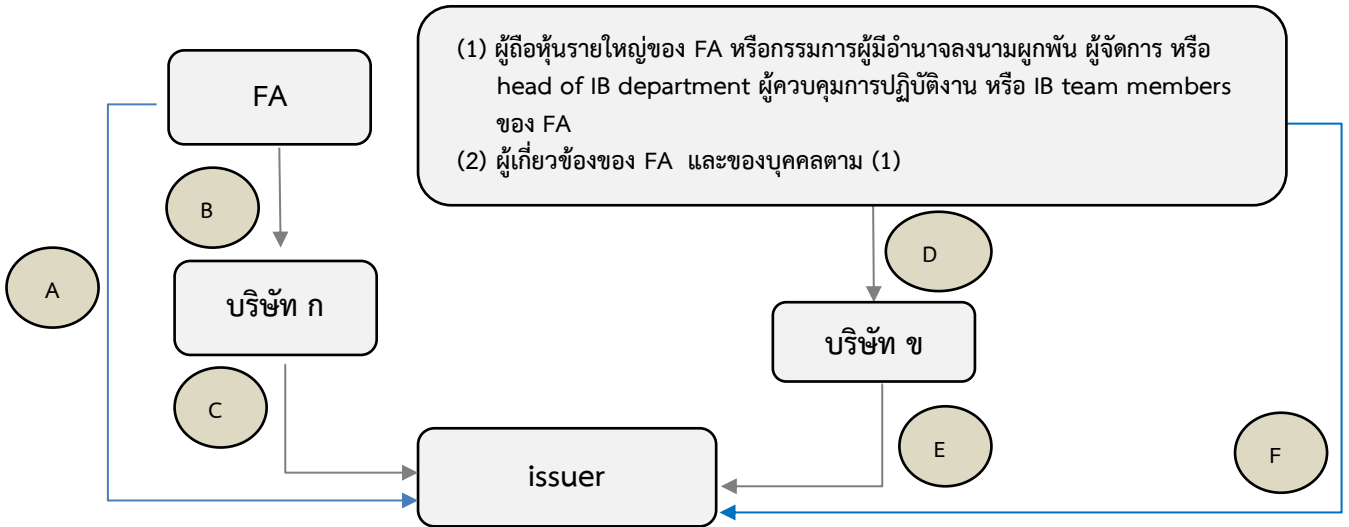 (1) ผู้ถือหุ้นรายใหญ่ของ FA หรือกรรมการผู้มีอำนาจลงนามผูกพัน ผู้จัดการ หรือ
head of IB department ผู้ควบคุมการปฏิบัติงาน หรือ IB team members
ของ FA
(2) ผู้เกี่ยวข้องของ FA และของบุคคลตาม (1)
FA
B
D
A
บริษัท ก
บริษัท ข
C
E
F
issuer